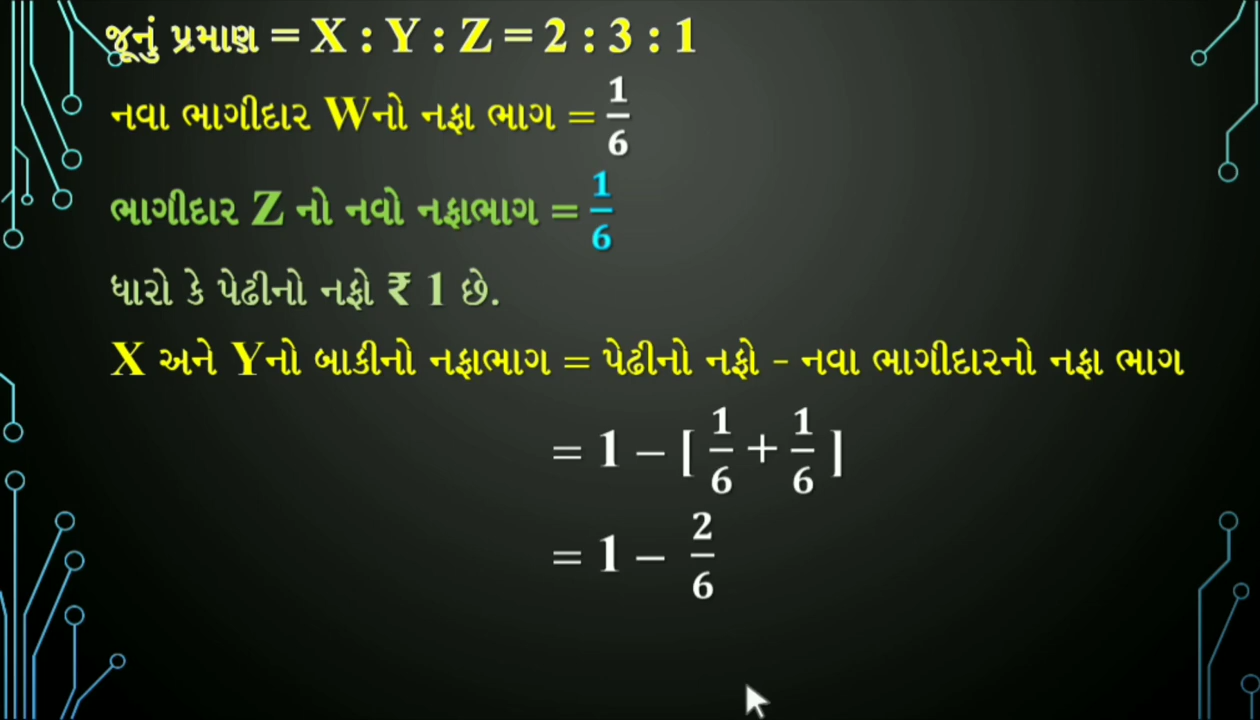 જૂનું પ્રમાણ = X : Y : Z = 2 : 3 : 1
નવા ભાગીદાર Wનો નફા ભાગ = 1/6
ભાગીદાર Z નો નવો નફાભાગ = 1/6
ધારો કે પેઢીનો નફો ₹ 1 છે.
X અને Yનો બાકીનો નફાભાગ = પેઢીનો નફો - નવા ભાગીદારનો નફા ભાગ
= 1 – [ 1/6 + 1/6 ]
= 1 – 2/6